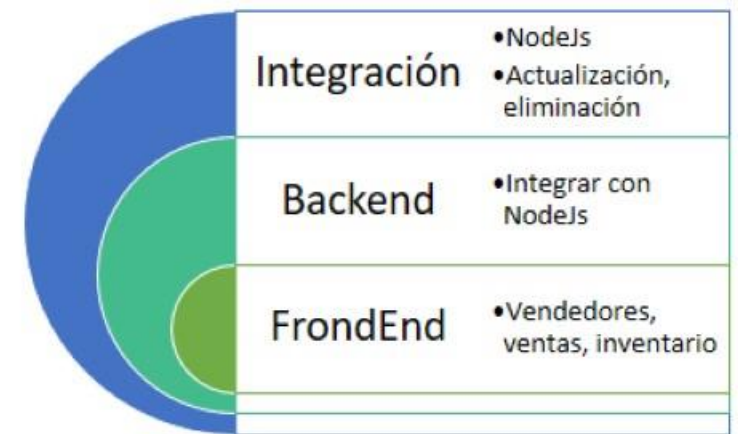 Integración
•NodeJs
•Actualización,
eliminación
Backend
•Integrar con
NodeJs
FrondEnd
•Vendedores,
ventas, inventario